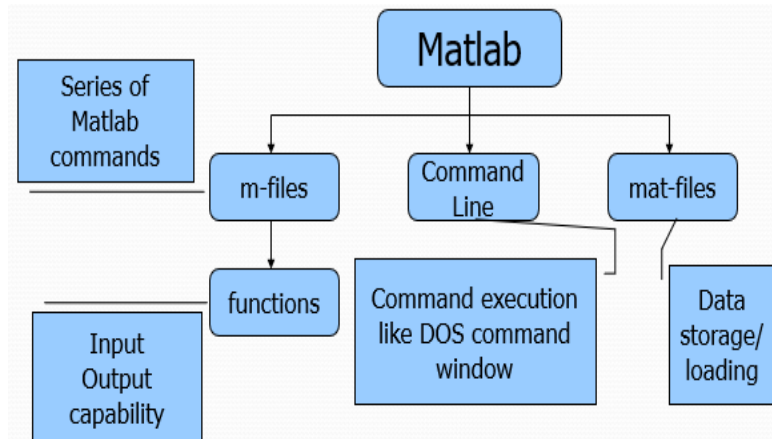 Matlab
Series of
Matlab
commands
m-files
Command
Line
mat-files
functions
Input
Output
capability
Command execution
like DOS command
window
Data
storage/
loading